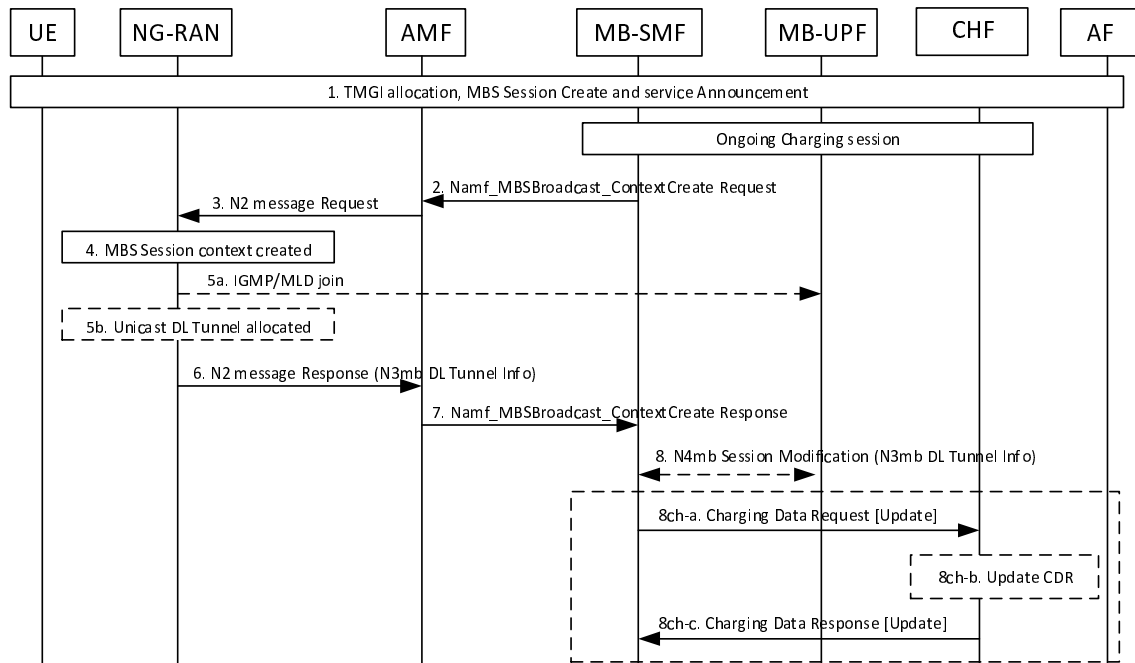 UE NG-RAN AMF MB-SMF MB-UPF CHF AF
1. TMGI allocation, MBS Session Create and service Announcement
Ongoing Charging session
2. Namf_MBSBroadcast_ContextCreate Request
3. N2 message Request
4. MBS Session context created
5a. IGMP/MLD join
5b. Unicast DL Tunnel allocated
6. N2 message Response (N3mb DL Tunnel Info)
7. Namf_MBSBroadcast_ContextCreate Response
8. N4mb Session Modification (N3mb DL Tunnel Info)
8ch-a. Charging Data Request [Update]
8ch-b. Update CDR
8ch-c. Charging Data Response [Update]